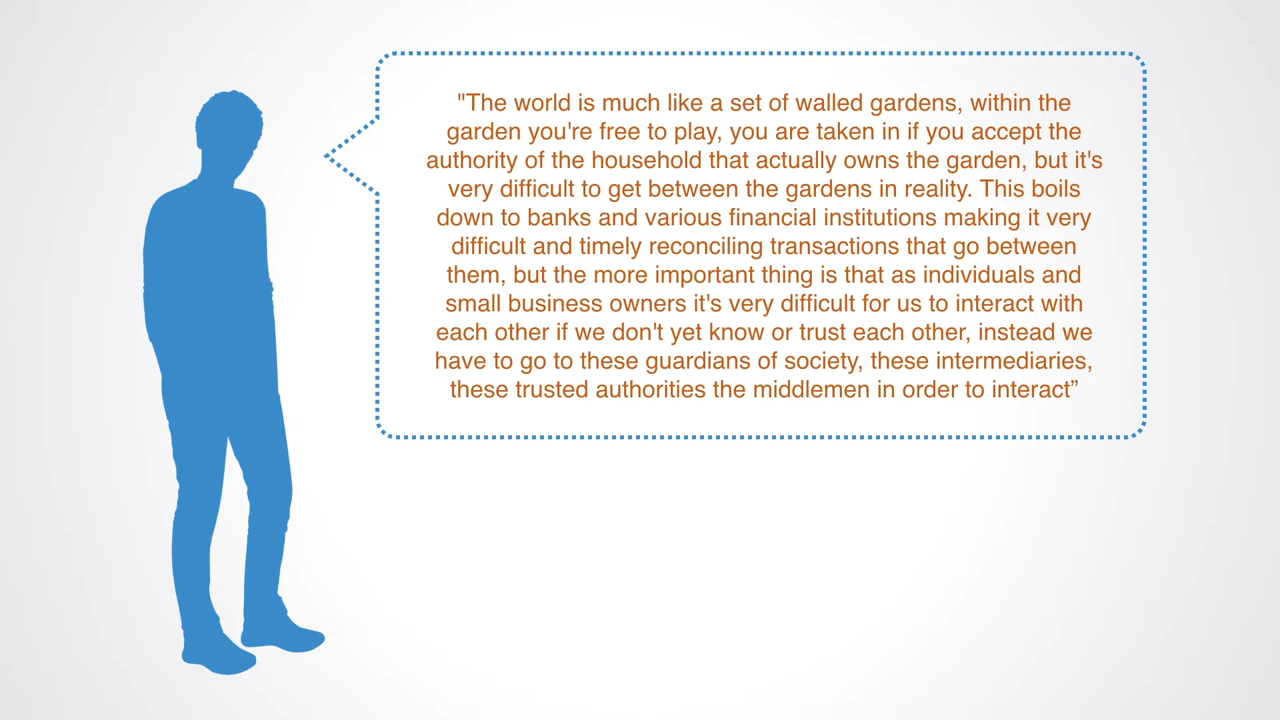 "The world is much like a set of walled gardens, within the
garden you're free to play, you are taken in if you accept the
authority of the household that actually owns the garden, but it's
very difficult to get between the gardens in reality. This boils
down to banks and various financial institutions making it very
difficult and timely reconciling transactions that go between
them, but the more important thing is that as individuals and
small business owners it's very difficult for us to interact with
each other if we don't yet know or trust each other, instead we
have to go to these guardians of society, these intermediaries,
these trusted authorities the middlemen in order to interact”